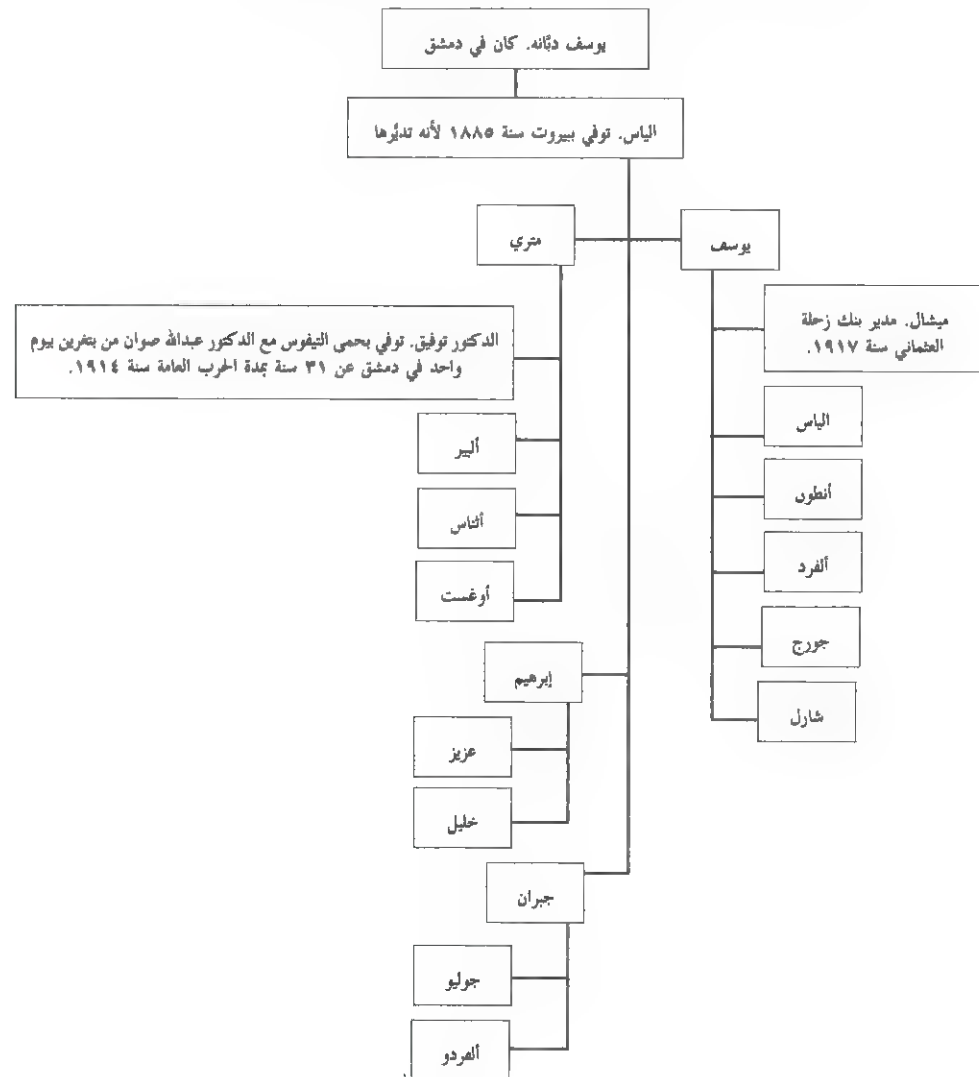 يوسف دبّانه. كان في دمشق
الياس. توفي ببيروت سنة ١٨٨٥ لأنه تديَّرها
يوسف
متري
ميشال. مدير بنك زحلة
العثماني سنة ١٩١٧.
الياس
أنطون
ألفرد
جورج
شارل
الدكتور توفيق. توفي بحمى التيفوس مع الدكتور عبدالله صوان من بتغرين بيوم
واحد في دمشق عن ٣١ سنة بمدة الحرب العامة سنة ١٩١٤.
ألبير
أثناس
أوغست
إبرهيم
عزيز
خليل
جبران
جوليو
ألفردو